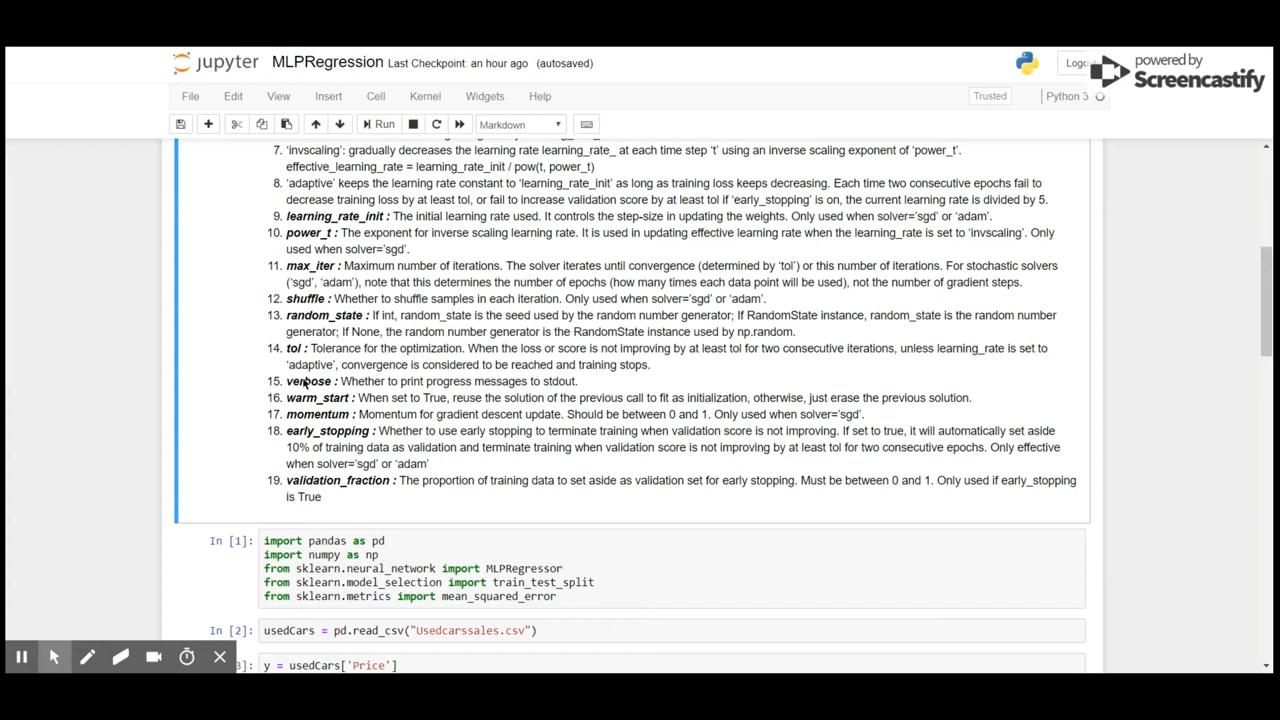 powered by
Screencastify
jupyter MLPRegression Last Checkpoint: an hour ago (autosaved)
Logou
File Edit View Insert Cell Kernel Widgets Help
Trusted Python 3
Run Markdown
7. ‘invscaling’: gradually decreases the learning rate learning_rate_ at each time step ‘t’ using an inverse scaling exponent of ‘power_t’.
effective_learning_rate = learning_rate_init / pow(t, power_t)
8. ‘adaptive’ keeps the learning rate constant to ‘learning_rate_init’ as long as training loss keeps decreasing. Each time two consecutive epochs fail to
decrease training loss by at least tol, or fail to increase validation score by at least tol if ‘early_stopping’ is on, the current learning rate is divided by 5.
9. learning_rate_init : The initial learning rate used. It controls the step-size in updating the weights. Only used when solver=’sgd’ or ‘adam’.
10. power_t : The exponent for inverse scaling learning rate. It is used in updating effective learning rate when the learning_rate is set to ‘invscaling’. Only
used when solver=’sgd’.
11. max_iter : Maximum number of iterations. The solver iterates until convergence (determined by ‘tol’) or this number of iterations. For stochastic solvers
(‘sgd’, ‘adam’), note that this determines the number of epochs (how many times each data point will be used), not the number of gradient steps.
12. shuffle : Whether to shuffle samples in each iteration. Only used when solver=’sgd’ or ‘adam’.
13. random_state : If int, random_state is the seed used by the random number generator; If RandomState instance, random_state is the random number
generator; If None, the random number generator is the RandomState instance used by np.random.
14. tol : Tolerance for the optimization. When the loss or score is not improving by at least tol for two consecutive iterations, unless learning_rate is set to
‘adaptive’, convergence is considered to be reached and training stops.
15. verbose : Whether to print progress messages to stdout.
16. warm_start : When set to True, reuse the solution of the previous call to fit as initialization, otherwise, just erase the previous solution.
17. momentum : Momentum for gradient descent update. Should be between 0 and 1. Only used when solver=’sgd’.
18. early_stopping : Whether to use early stopping to terminate training when validation score is not improving. If set to true, it will automatically set aside
10% of training data as validation and terminate training when validation score is not improving by at least tol for two consecutive epochs. Only effective
when solver=’sgd’ or ‘adam’
19. validation_fraction : The proportion of training data to set aside as validation set for early stopping. Must be between 0 and 1. Only used if early_stopping
is True
In [1]: import pandas as pd
import numpy as np
from sklearn.neural_network import MLPRegressor
from sklearn.model_selection import train_test_split
from sklearn.metrics import mean_squared_error
In [2]: usedCars = pd.read_csv("Usedcarssales.csv")
3]: y = usedCars['Price']